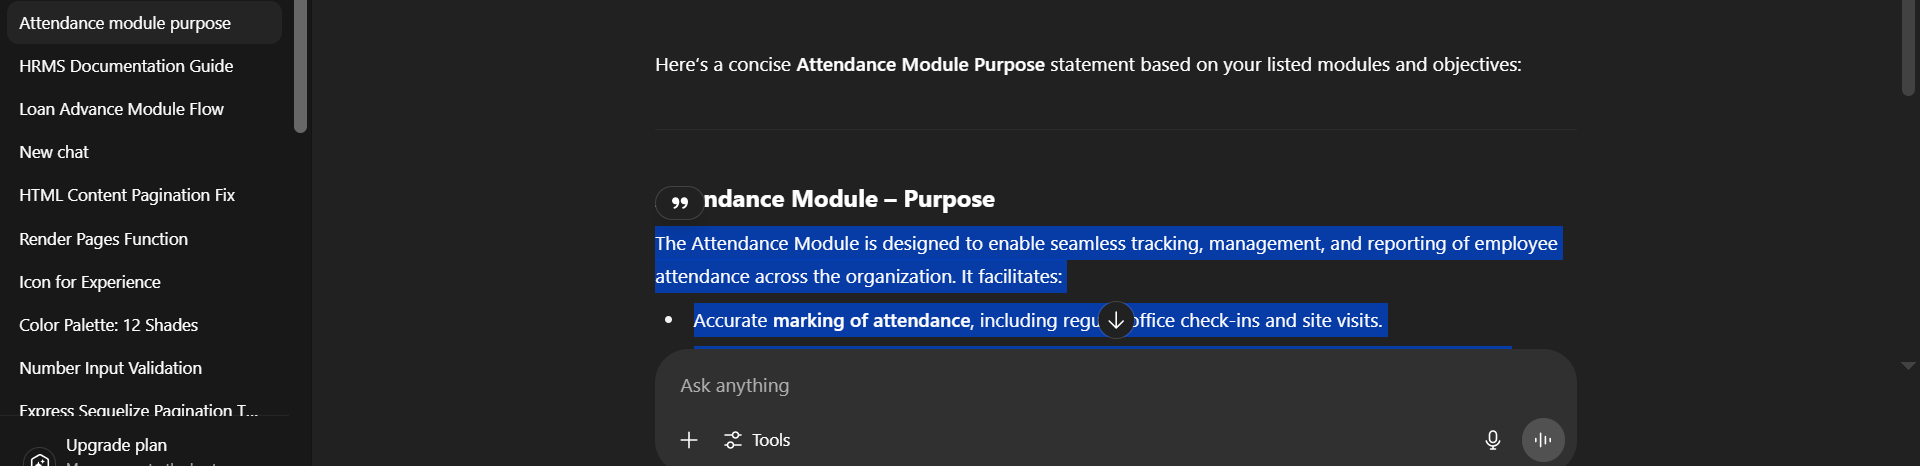 Attendance module purpose
HRMS Documentation Guide
Loan Advance Module Flow
New chat
HTML Content Pagination Fix
Render Pages Function
Icon for Experience
Color Palette: 12 Shades
Number Input Validation
Express Sequelize Pagination T...
Upgrade plan
Here's a concise Attendance Module Purpose statement based on your listed modules and objectives:
ndance Module – Purpose
The Attendance Module is designed to enable seamless tracking, management, and reporting of employee
attendance across the organization. It facilitates:
Accurate marking of attendance, including regu office check-ins and site visits.
Ask anything
Tools